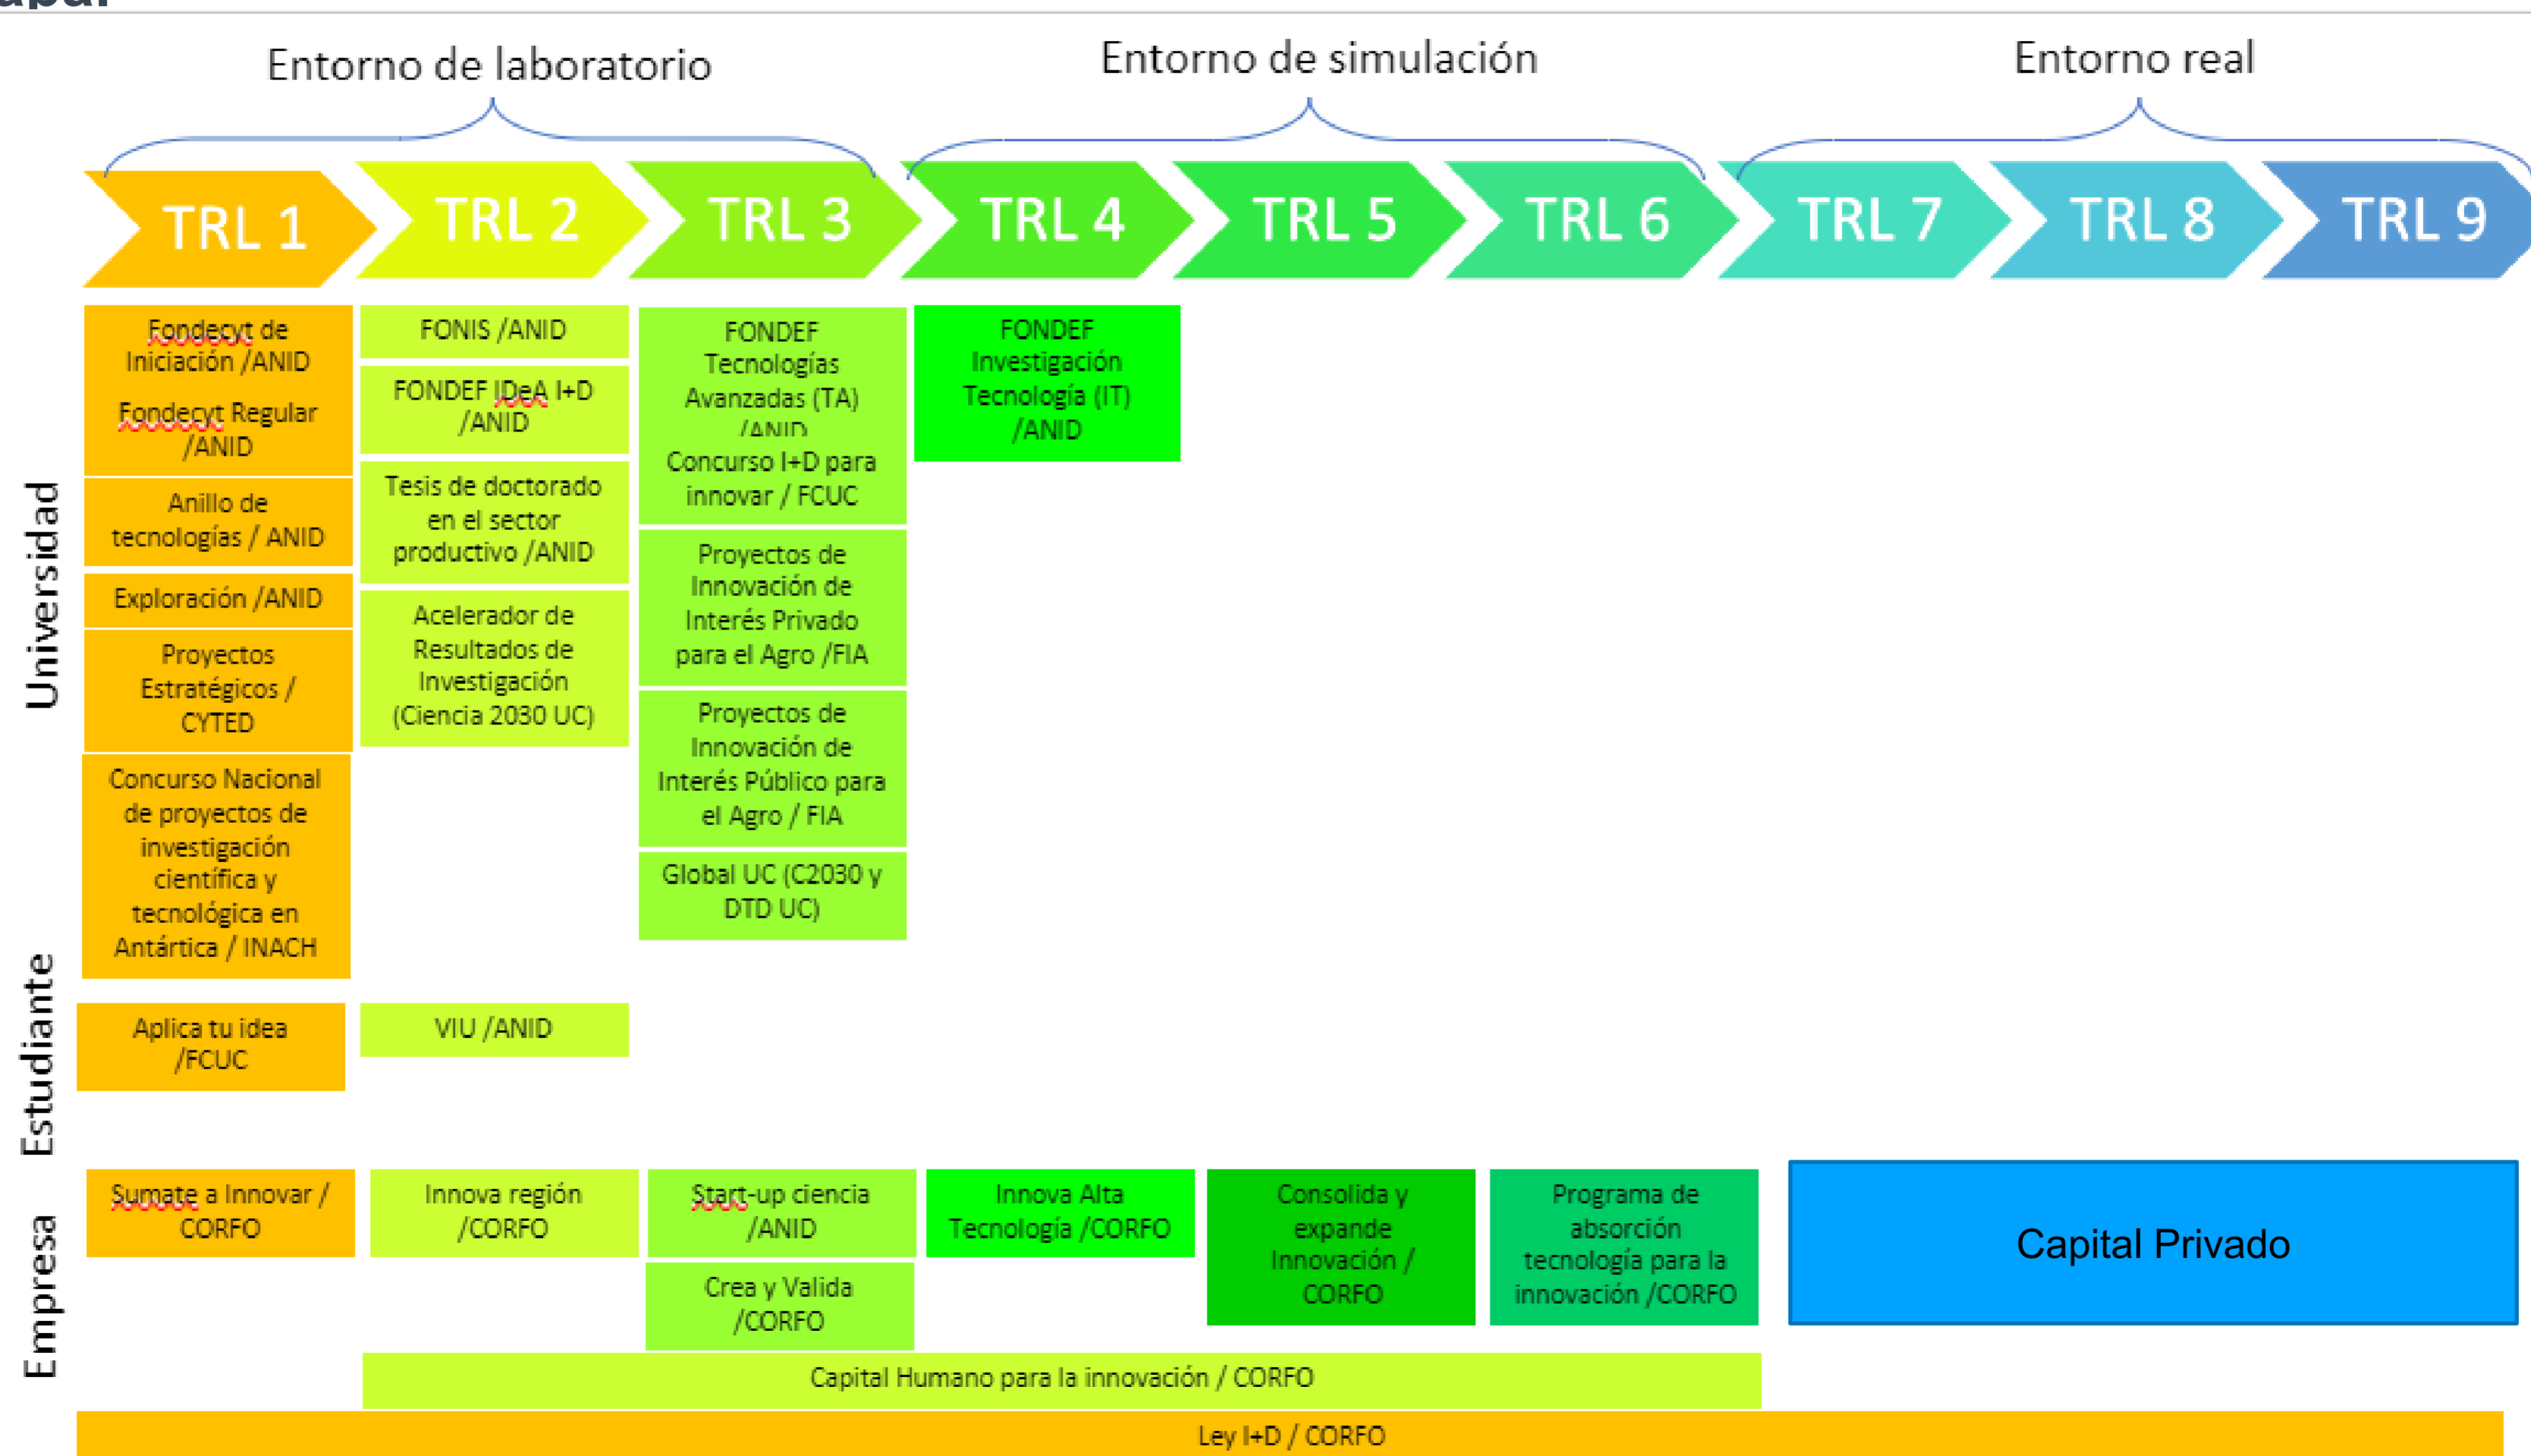 Entorno de laboratorio
Entorno de simulación
Entorno real
TRL 1
TRL 2
TRL 3
TRL 4
TRL 5
TRL 6
TRL 7
TRL 8
TRL 9
Universidad
Fondecyt de
Iniciación /ANID
Fondecyt Regular
/ANID
Anillo de
tecnologías / ANID
Exploración /ANID
Proyectos
Estratégicos /
CYTED
Concurso Nacional
de proyectos de
investigación
científica y
tecnológica en
Antártica / INACH
FONIS /ANID
FONDEF IDeA I+D
/ANID
Tesis de doctorado
en el sector
productivo /ANID
Acelerador de
Resultados de
Investigación
(Ciencia 2030 UC)
FONDEF
Tecnologías
Avanzadas (TA)
/ANID
Concurso I+D para
innovar / FCUC
Proyectos de
Innovación de
Interés Privado
para el Agro /FIA
Proyectos de
Innovación de
Interés Público para
el Agro / FIA
Global UC (C2030 y
DTD UC)
FONDEF
Investigación
Tecnología (IT)
/ANID
Estudiante
Aplica tu idea
/FCUC
VIU /ANID
Empresa
Sumate a Innovar /
CORFO
Innova región
/CORFO
Start-up ciencia
/ANID
Crea y Valida
/CORFO
Innova Alta
Tecnología /CORFO
Consolida y
expande
Innovación /
CORFO
Programa de
absorción
tecnología para la
innovación /CORFO
Capital Privado
Capital Humano para la innovación / CORFO
Ley I+D / CORFO